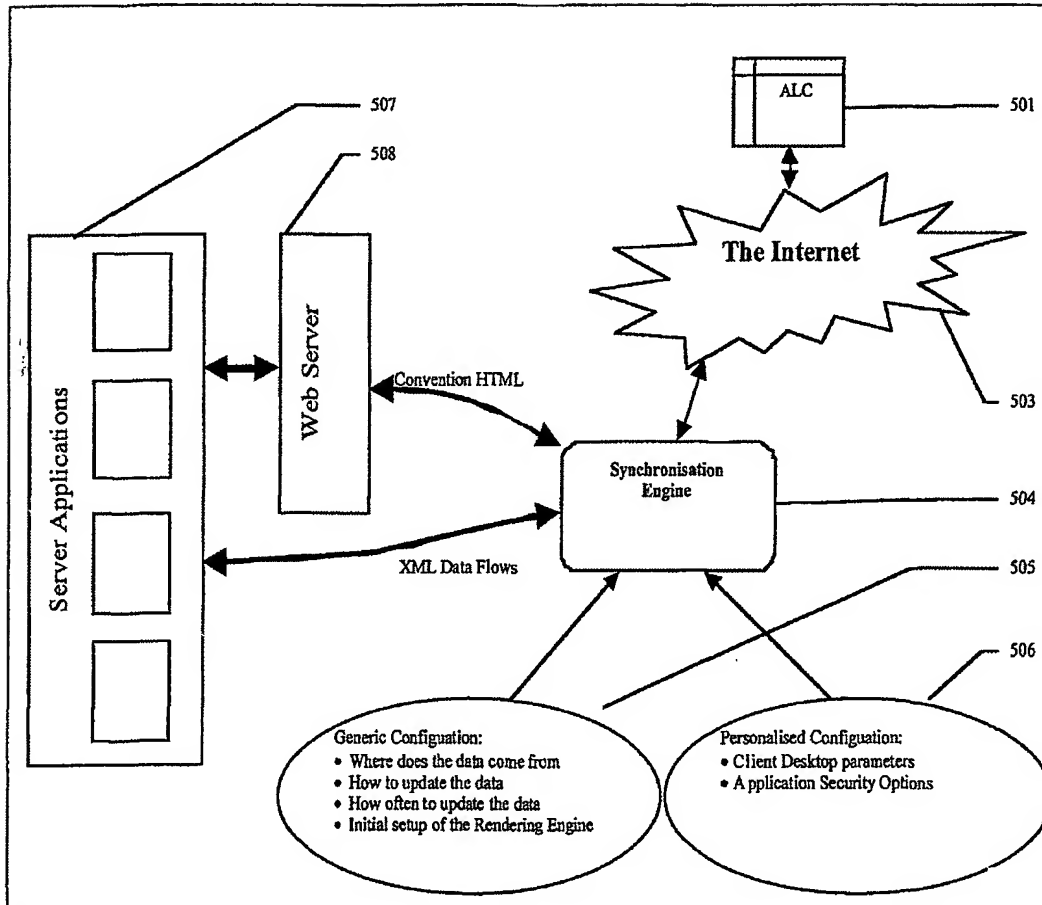 507
508
ALC
501
The Internet
503
Server Applications
Web Server
Convention HTML
XML Data Flows
Synchronisation
Engine
504
505
506
Generic Configuation:
• Where does the data come from
• How to update the data
• How often to update the data
• Initial setup of the Rendering Engine
Personalised Configuation:
• Client Desktop parameters
• Application Security Options